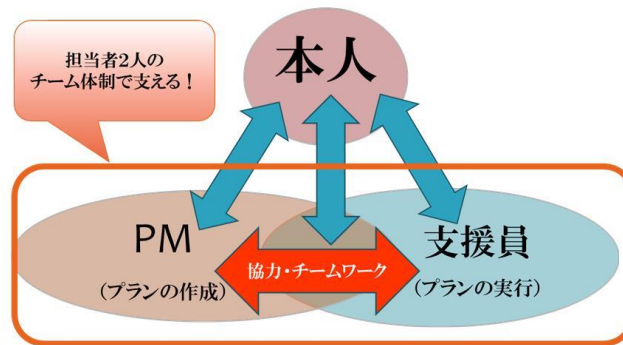 担当者2人の
チーム体制で支える！
本人
PM
(プランの作成)
協力・チームワーク
支援員
(プランの実行)